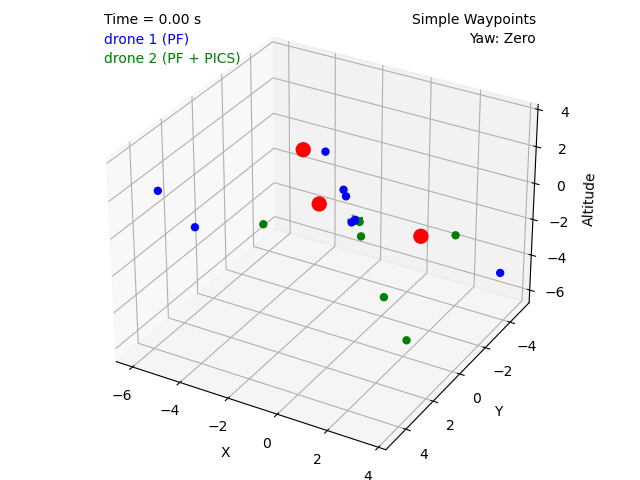 Time = 0.00 s
drone 1 (PF)
drone 2 (PF + PICS)
Simple Waypoints
Yaw: Zero
4
2
0
−2
−4
−6
Altitude
−6
−4
−2
0
2
4
X
−4
−2
0
2
4
Y